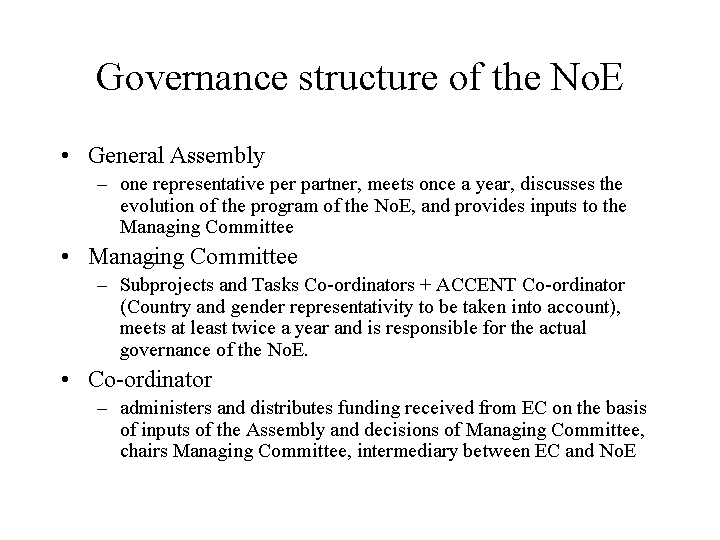 Governance structure of the No.E
• General Assembly
– one representative per partner, meets once a year, discusses the
evolution of the program of the No.E, and provides inputs to the
Managing Committee
• Managing Committee
– Subprojects and Tasks Co-ordinators + ACCENT Co-ordinator
(Country and gender representativity to be taken into account),
meets at least twice a year and is responsible for the actual
governance of the No.E.
• Co-ordinator
– administers and distributes funding received from EC on the basis
of inputs of the Assembly and decisions of Managing Committee,
chairs Managing Committee, intermediary between EC and No.E